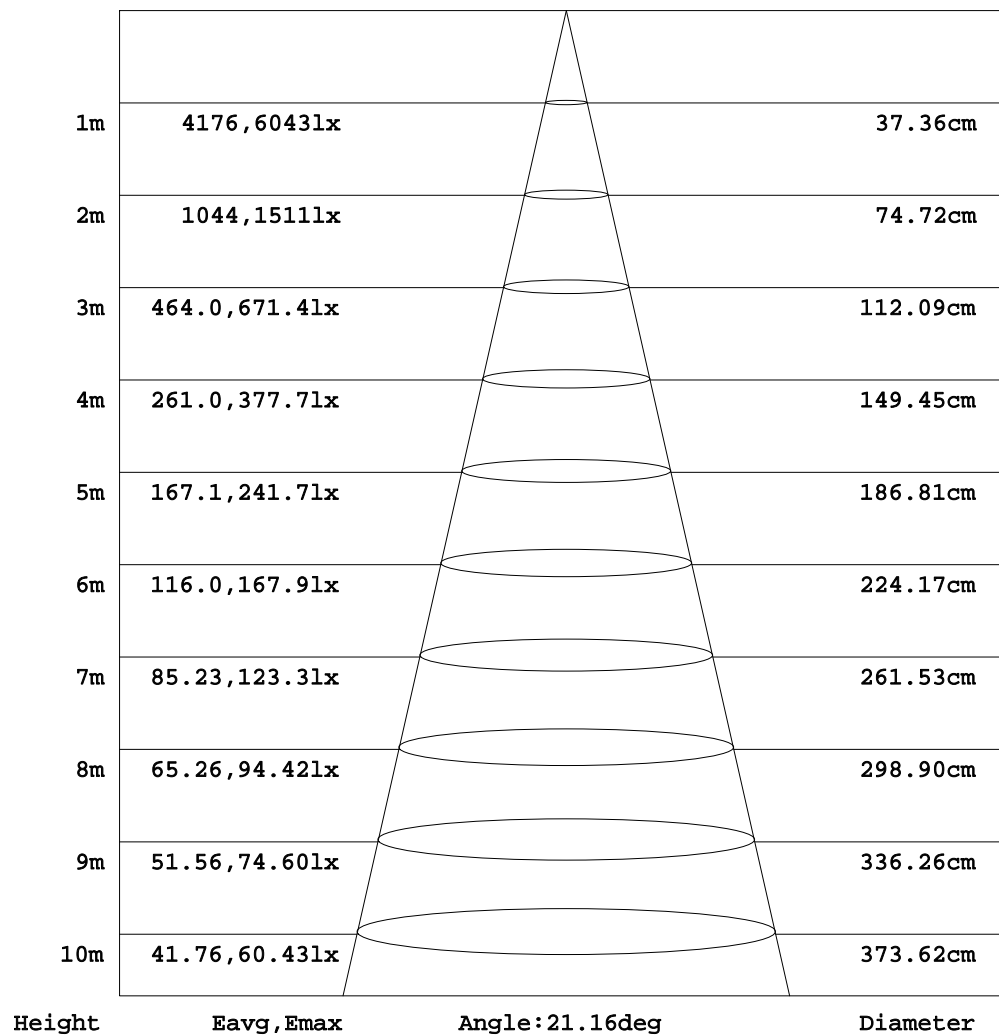 1m 4176,6043lx 37.36cm
2m 1044,1511lx 74.72cm
3m 464.0,671.4lx 112.09cm
4m 261.0,377.7lx 149.45cm
5m 167.1,241.7lx 186.81cm
6m 116.0,167.9lx 224.17cm
7m 85.23,123.3lx 261.53cm
8m 65.26,94.42lx 298.90cm
9m 51.56,74.60lx 336.26cm
10m 41.76,60.43lx 373.62cm
Height Eavg,Emax Angle:21.16deg Diameter